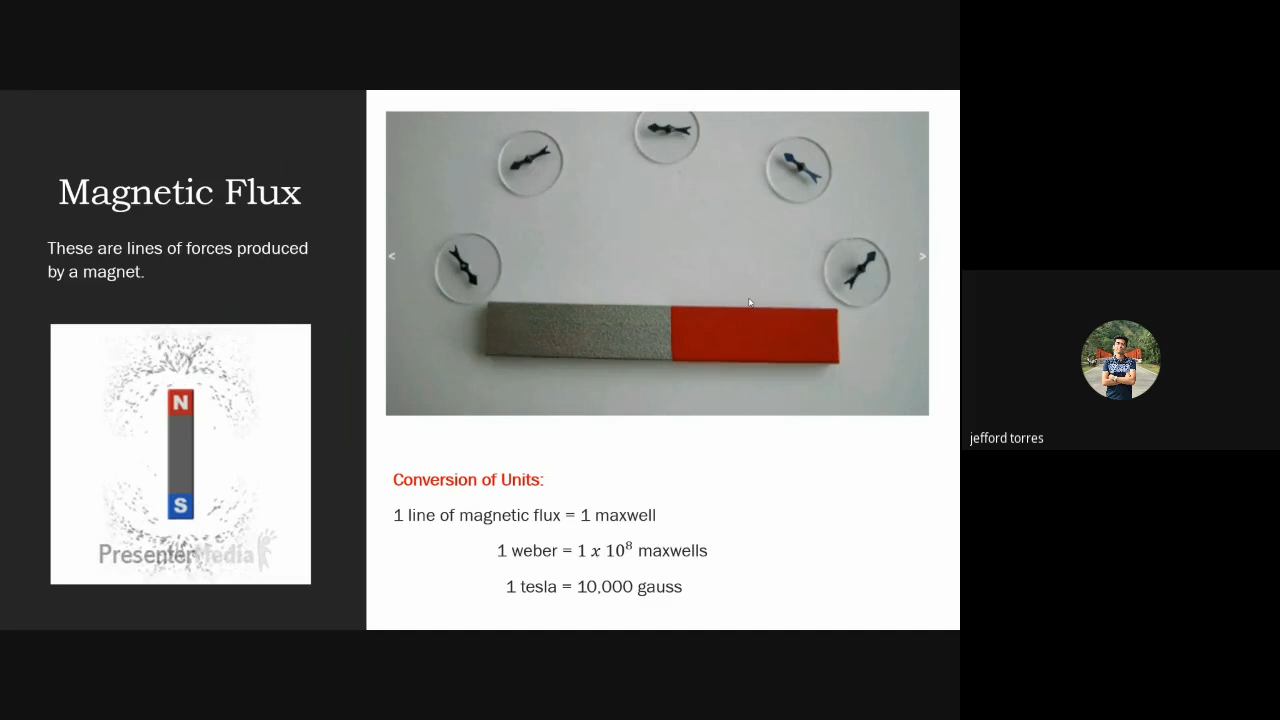 Magnetic Flux
These are lines of forces produced
by a magnet.
N
S
PresenterMedia
<
>
Conversion of Units:
1 line of magnetic flux = 1 maxwell
1 weber = 1 x 10⁸ maxwells
1 tesla = 10,000 gauss
jefford torres